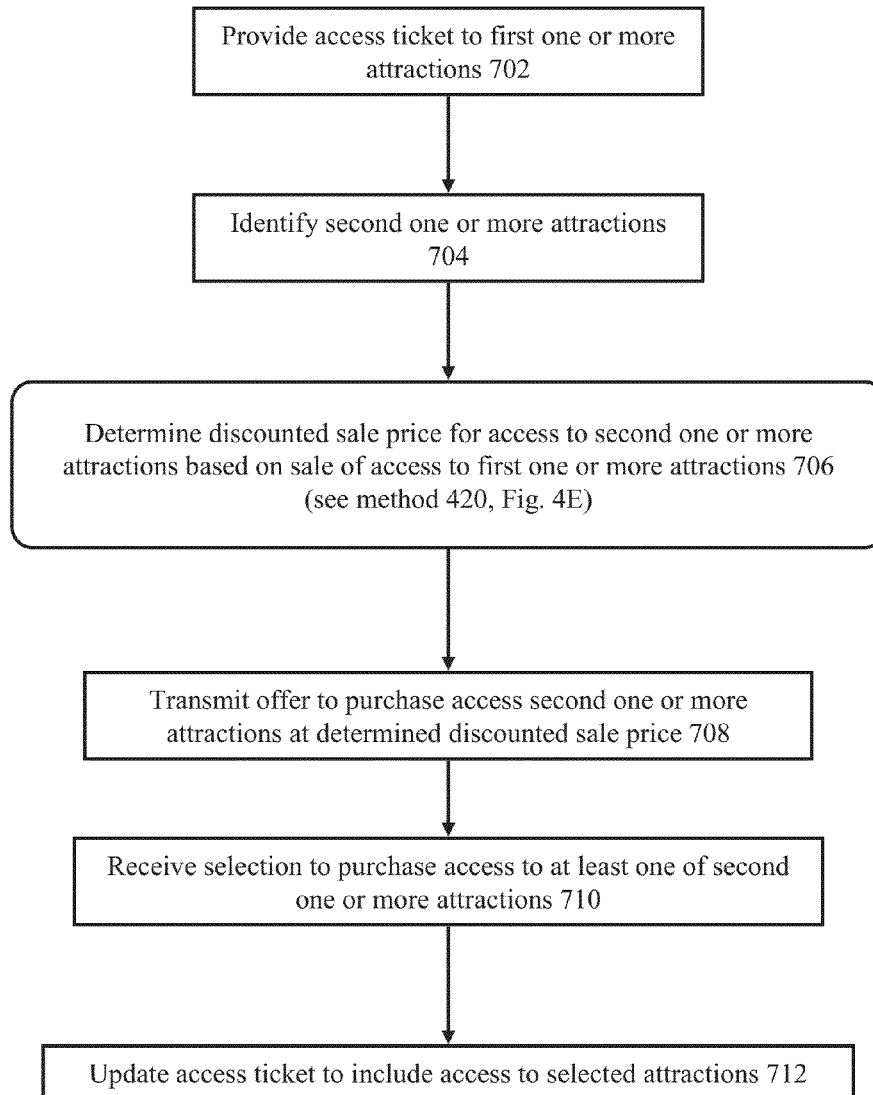 Provide access ticket to first one or more
attractions 702
Identify second one or more attractions
704
Determine discounted sale price for access to second one or more
attractions based on sale of access to first one or more attractions 706
(see method 420, Fig. 4E)
Transmit offer to purchase access second one or more
attractions at determined discounted sale price 708
Receive selection to purchase access to at least one of second
one or more attractions 710
Update access ticket to include access to selected attractions 712